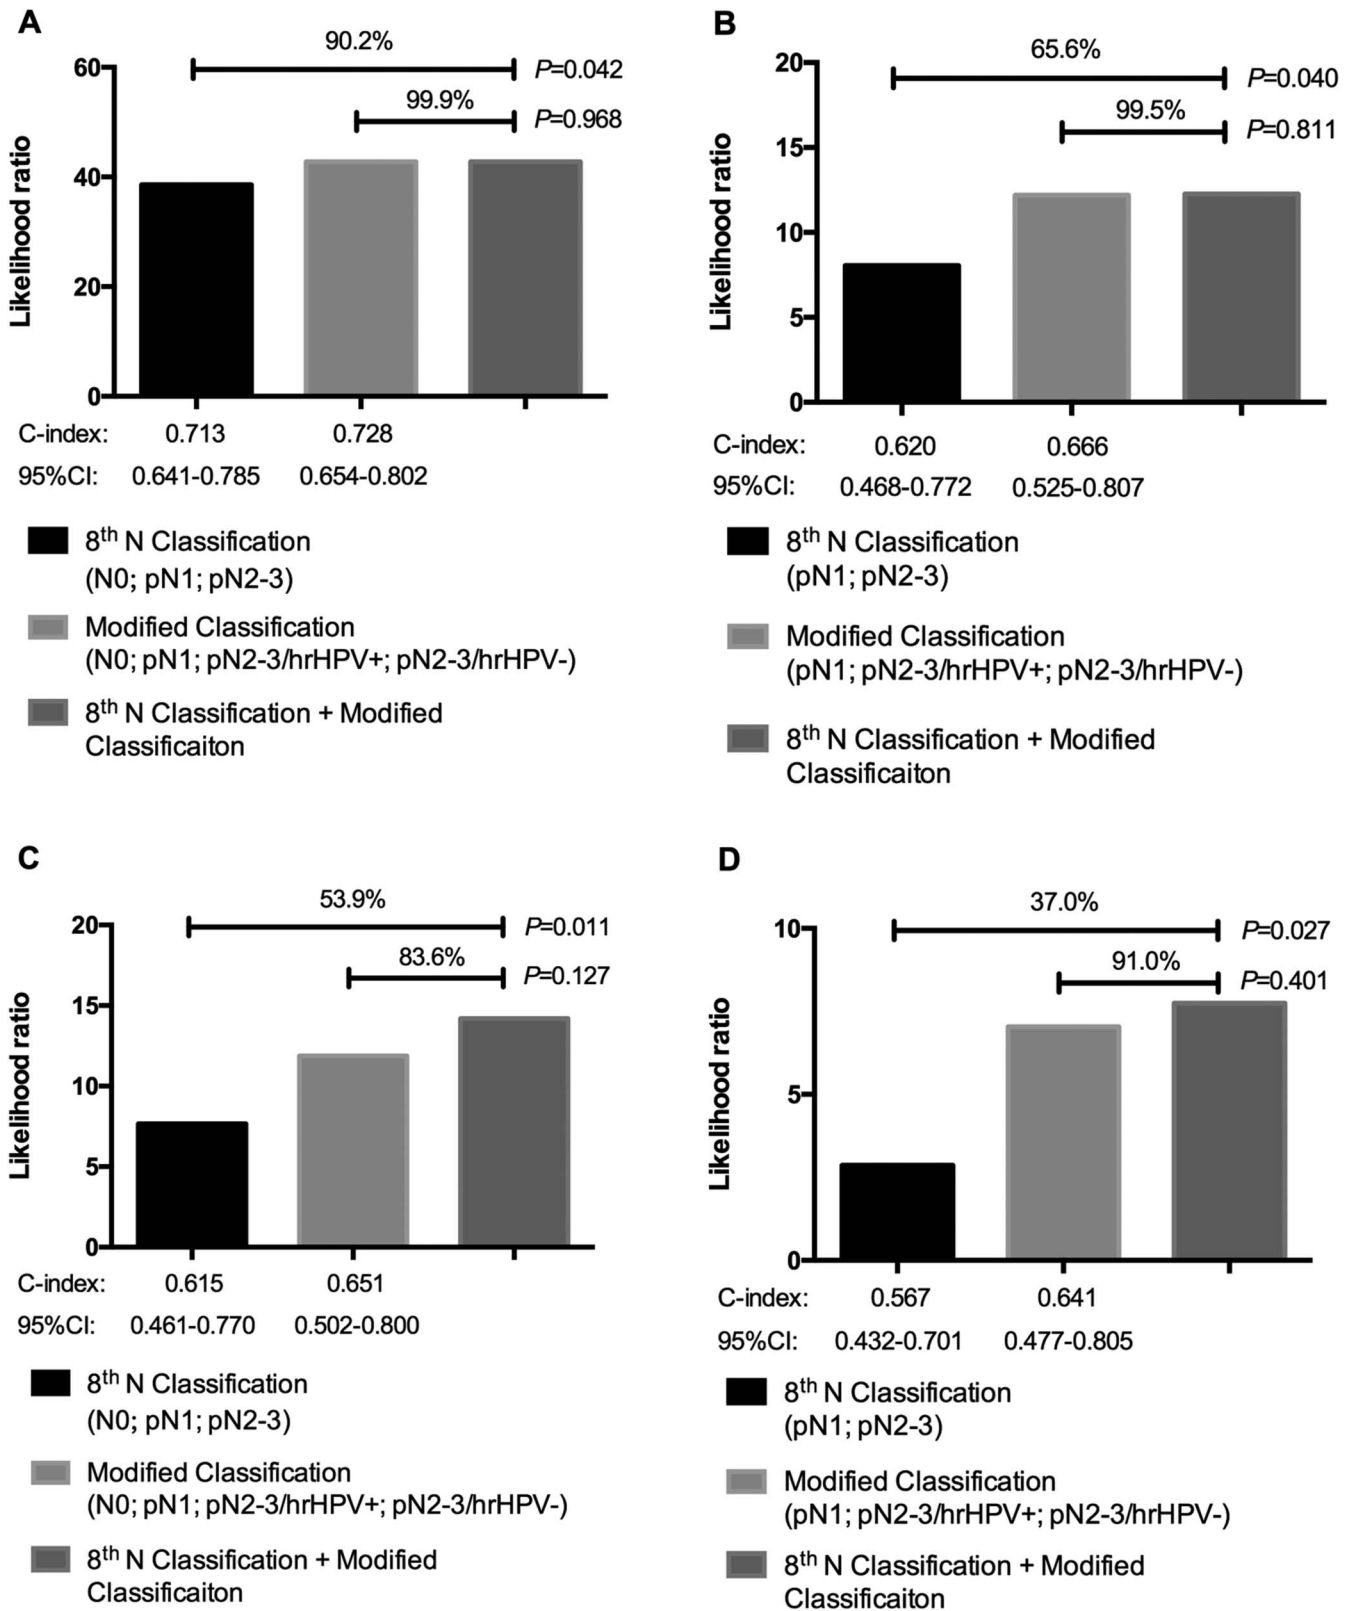 A
90.2%
P=0.042
99.9%
P=0.968
Likelihood ratio
60
40
20
0
C-index: 0.713 0.728
95%CI: 0.641-0.785 0.654-0.802
8th N Classification
(N0; pN1; pN2-3)
Modified Classification
(N0; pN1; pN2-3/hrHPV+; pN2-3/hrHPV-)
8th N Classification + Modified
Classificaiton
B
65.6%
P=0.040
99.5%
P=0.811
Likelihood ratio
20
15
10
5
0
C-index: 0.620 0.666
95%CI: 0.468-0.772 0.525-0.807
8th N Classification
(pN1; pN2-3)
Modified Classification
(pN1; pN2-3/hrHPV+; pN2-3/hrHPV-)
8th N Classification + Modified
Classificaiton
C
53.9%
P=0.011
83.6%
P=0.127
Likelihood ratio
20
15
10
5
0
C-index: 0.615 0.651
95%CI: 0.461-0.770 0.502-0.800
8th N Classification
(N0; pN1; pN2-3)
Modified Classification
(N0; pN1; pN2-3/hrHPV+; pN2-3/hrHPV-)
8th N Classification + Modified
Classificaiton
D
37.0%
P=0.027
91.0%
P=0.401
Likelihood ratio
10
5
0
C-index: 0.567 0.641
95%CI: 0.432-0.701 0.477-0.805
8th N Classification
(pN1; pN2-3)
Modified Classification
(pN1; pN2-3/hrHPV+; pN2-3/hrHPV-)
8th N Classification + Modified
Classificaiton